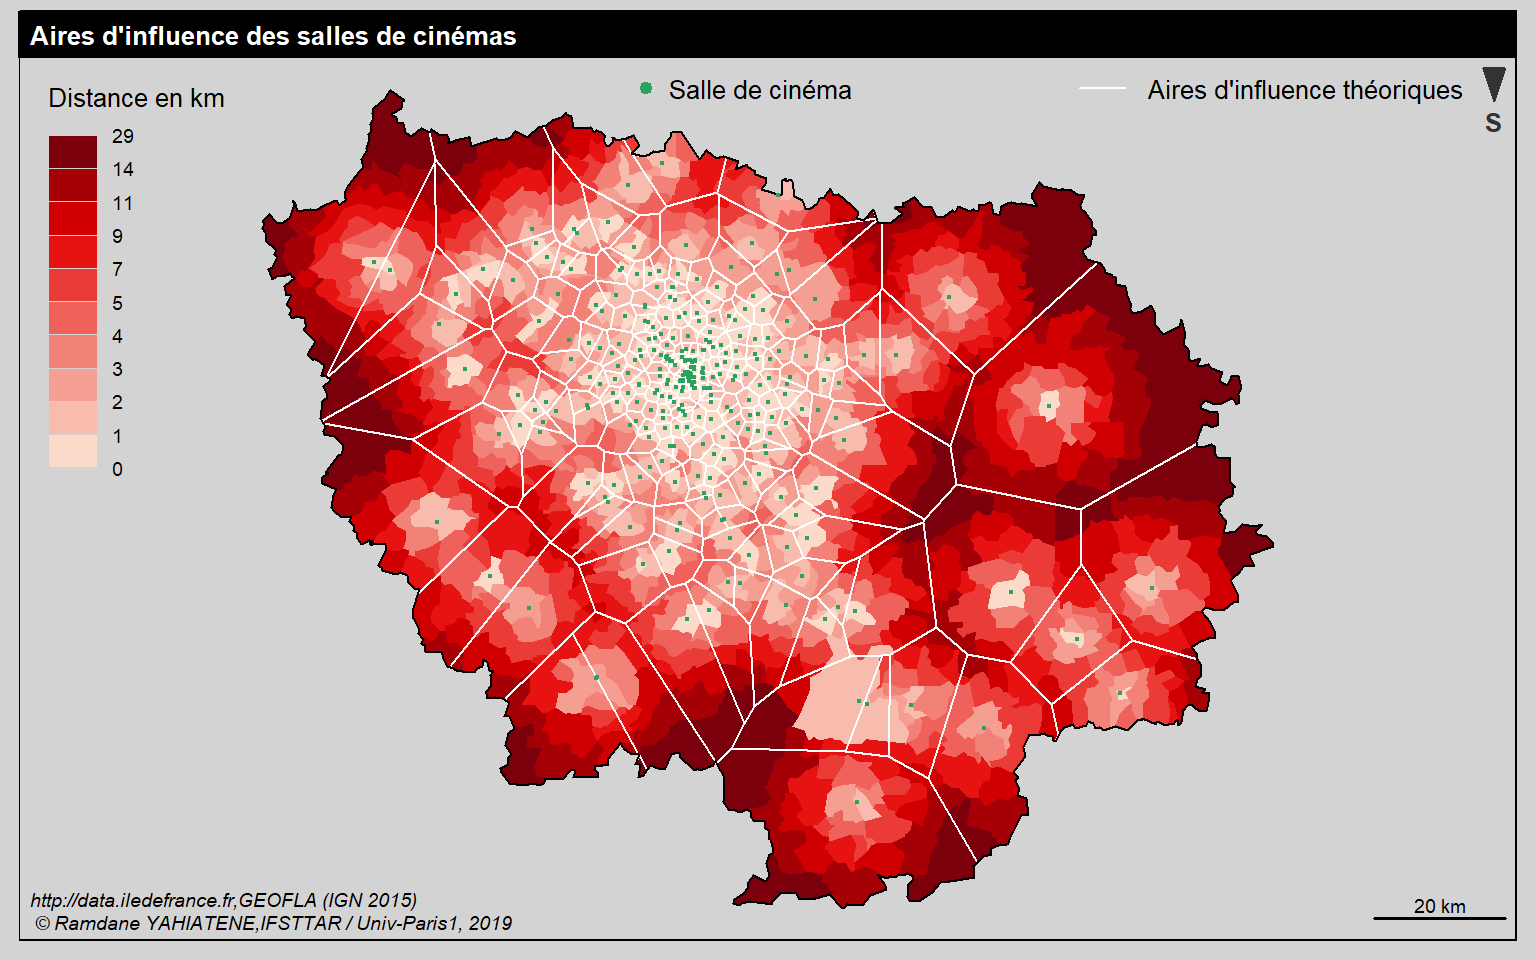 Aires d'influence des salles de cinémas
Distance en km
Salle de cinéma
Aires d'influence théoriques
S
29
14
11
9
7
5
4
3
2
1
0
http://data.iledefrance.fr,GEOFLA (IGN 2015)
© Ramdane YAHIATENE,IFSTTAR / Univ-Paris1, 2019
20 km